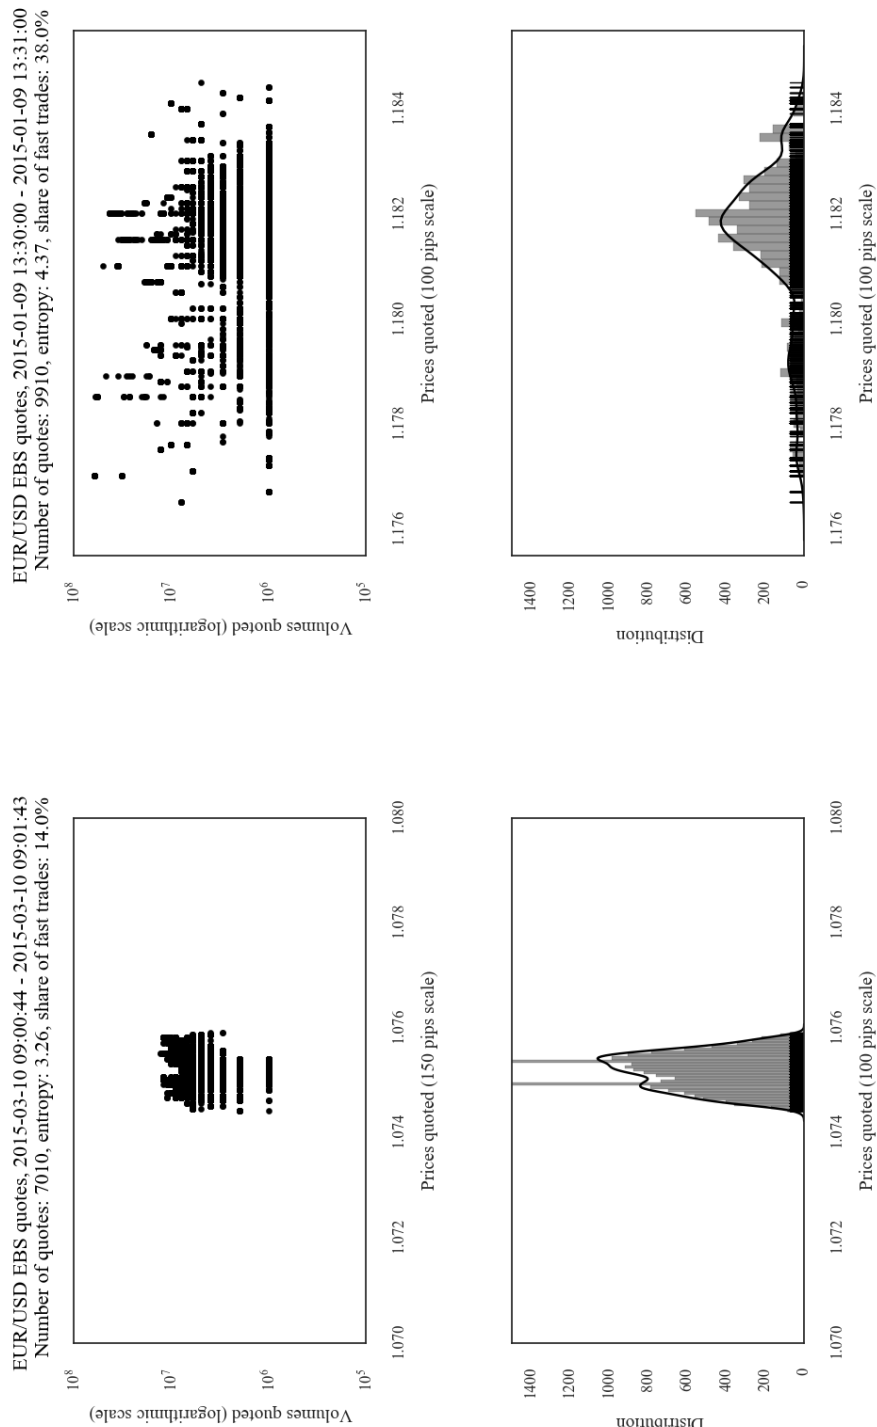 EUR/USD EBS quotes, 2015-03-10 09:00:44 - 2015-03-10 09:01:43
Number of quotes: 7010, entropy: 3.26, share of fast trades: 14.0%
Volumes quoted (logarithmic scale)
10⁸
10⁷
10⁶
10⁵
1.070 1.072 1.074 1.076 1.078 1.080
Prices quoted (150 pips scale)
EUR/USD EBS quotes, 2015-01-09 13:30:00 - 2015-01-09 13:31:00
Number of quotes: 9910, entropy: 4.37, share of fast trades: 38.0%
Volumes quoted (logarithmic scale)
10⁸
10⁷
10⁶
10⁵
1.176 1.178 1.180 1.182 1.184
Prices quoted (100 pips scale)
Distribution
1400
1200
1000
800
600
400
200
0
1.070 1.072 1.074 1.076 1.078 1.080
Prices quoted (100 pips scale)
Distribution
1400
1200
1000
800
600
400
200
0
1.176 1.178 1.180 1.182 1.184
Prices quoted (100 pips scale)